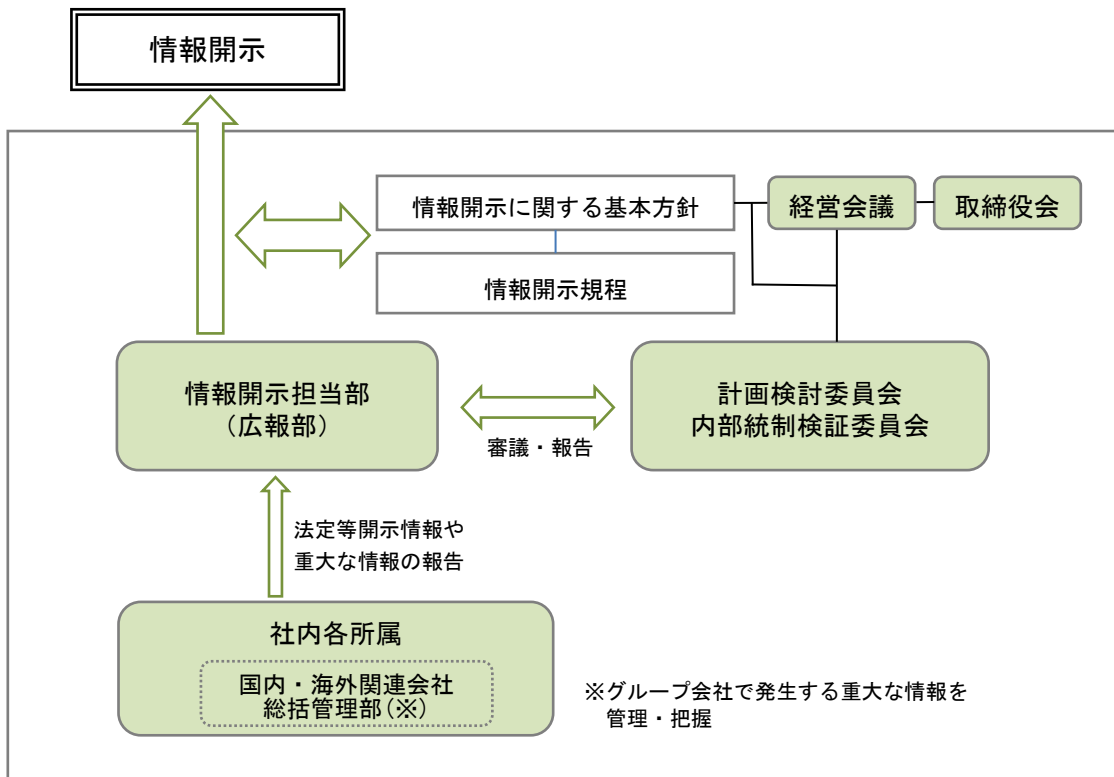 情報開示
情報開示に関する基本方針
経営会議
取締役会
情報開示規程
情報開示担当部
（広報部）
審議・報告
計画検討委員会
内部統制検証委員会
法定等開示情報や
重大な情報の報告
社内各所属
国内・海外関連会社
総括管理部(※)
※グループ会社で発生する重大な情報を
管理・把握